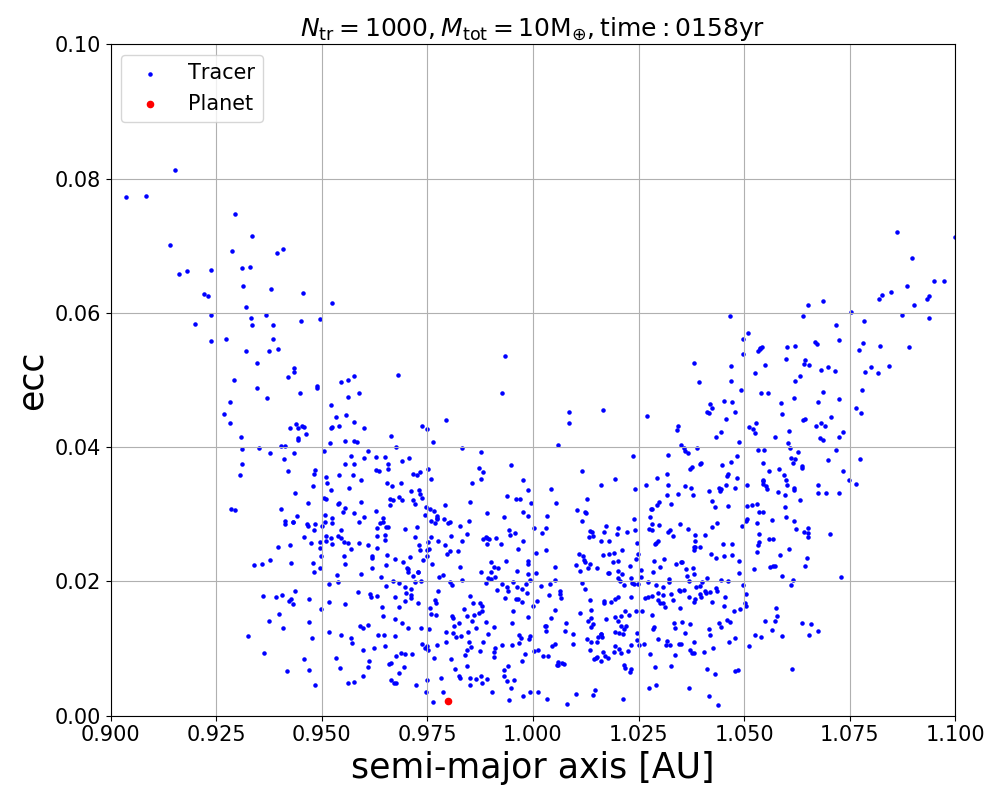 N_tr = 1000, M_tot = 10M_⊕, time : 0158yr
Tracer
Planet
0.10
0.08
0.06
0.04
0.02
0.00
ecc
0.900 0.925 0.950 0.975 1.000 1.025 1.050 1.075 1.100
semi-major axis [AU]